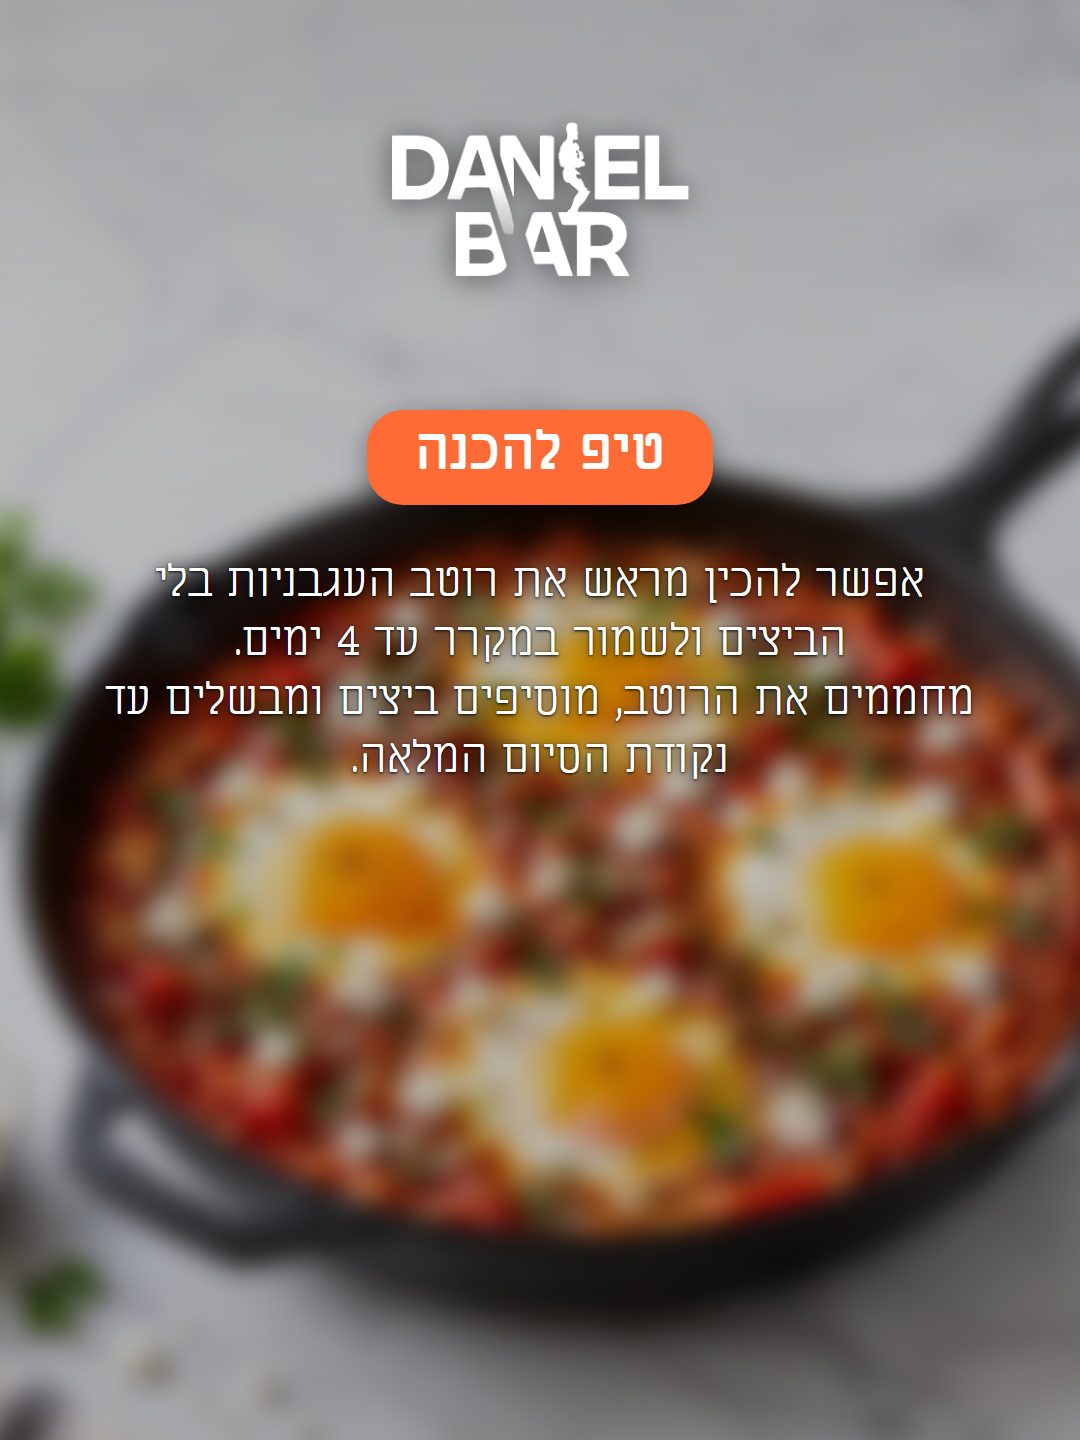 DANIEL
BAR
טיפ להכנה
אפשר להכין מראש את רוטב העגבניות בלי
הביצים ולשמור במקרר עד 4 ימים.
מחממים את הרוטב, מוסיפים ביצים ומבשלים עד
נקודת הסיום המלאה.